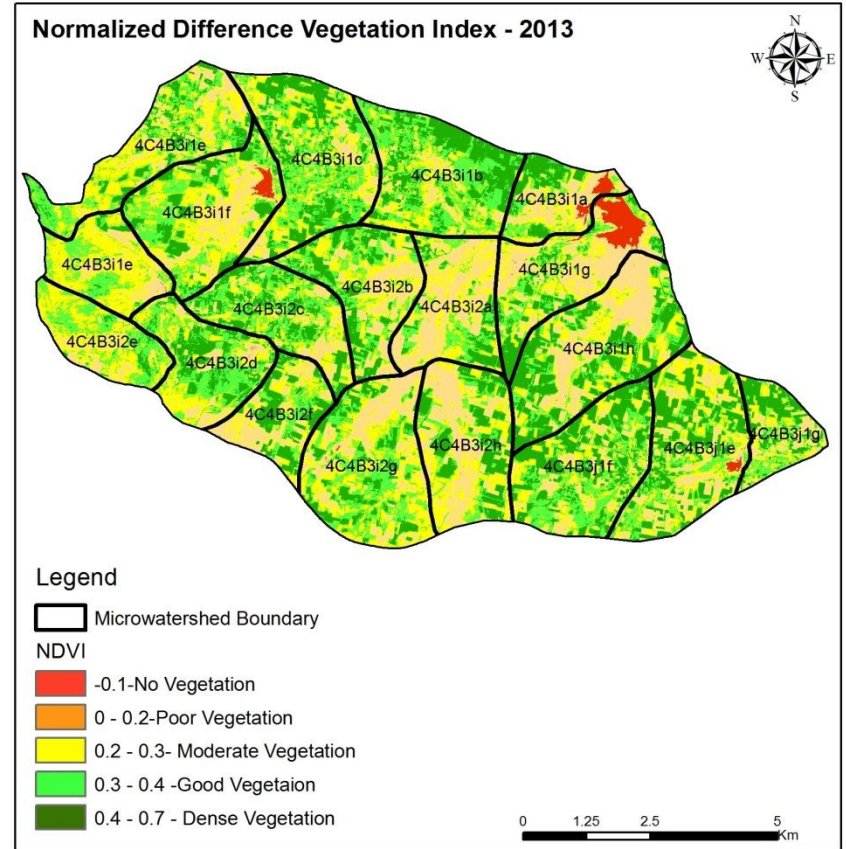 Normalized Difference Vegetation Index - 2013
N
W E
S
4C4B3i1e
4C4B3i1c
4C4B3i1b
4C4B3i1a
4C4B3i1f
4C4B3i1e
4C4B3i1g
4C4B3i2b
4C4B3i2a
4C4B3i2c
4C4B3i2e
4C4B3i1h
4C4B3i2d
4C4B3i2f
4C4B3j1g
4C4B3i2h
4C4B3j1e
4C4B3i2g
4C4B3j1f
Legend
Microwatershed Boundary
NDVI
-0.1-No Vegetation
0 - 0.2-Poor Vegetation
0.2 - 0.3- Moderate Vegetation
0.3 - 0.4 -Good Vegetaion
0.4 - 0.7 - Dense Vegetation
0 1.25 2.5 5
Km